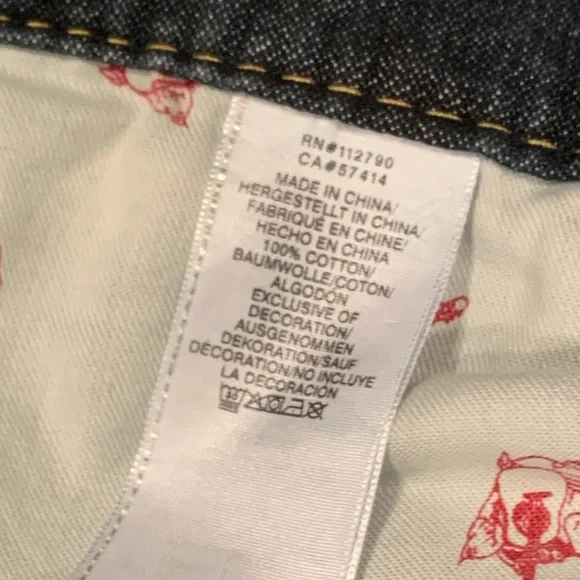 RN#112790
CA#57414
MADE IN CHINA/
HERGESTELLT IN CHINA/
FABRIQUÉ EN CHINE/
HECHO EN CHINA
100% COTTON/
BAUMWOLLE/COTON/
ALGODÓN
EXCLUSIVE OF
DECORATION/
AUSGENOMMEN
DEKORATION/SAUF
DÉCORATION/NO INCLUYE
LA DECORACIÓN